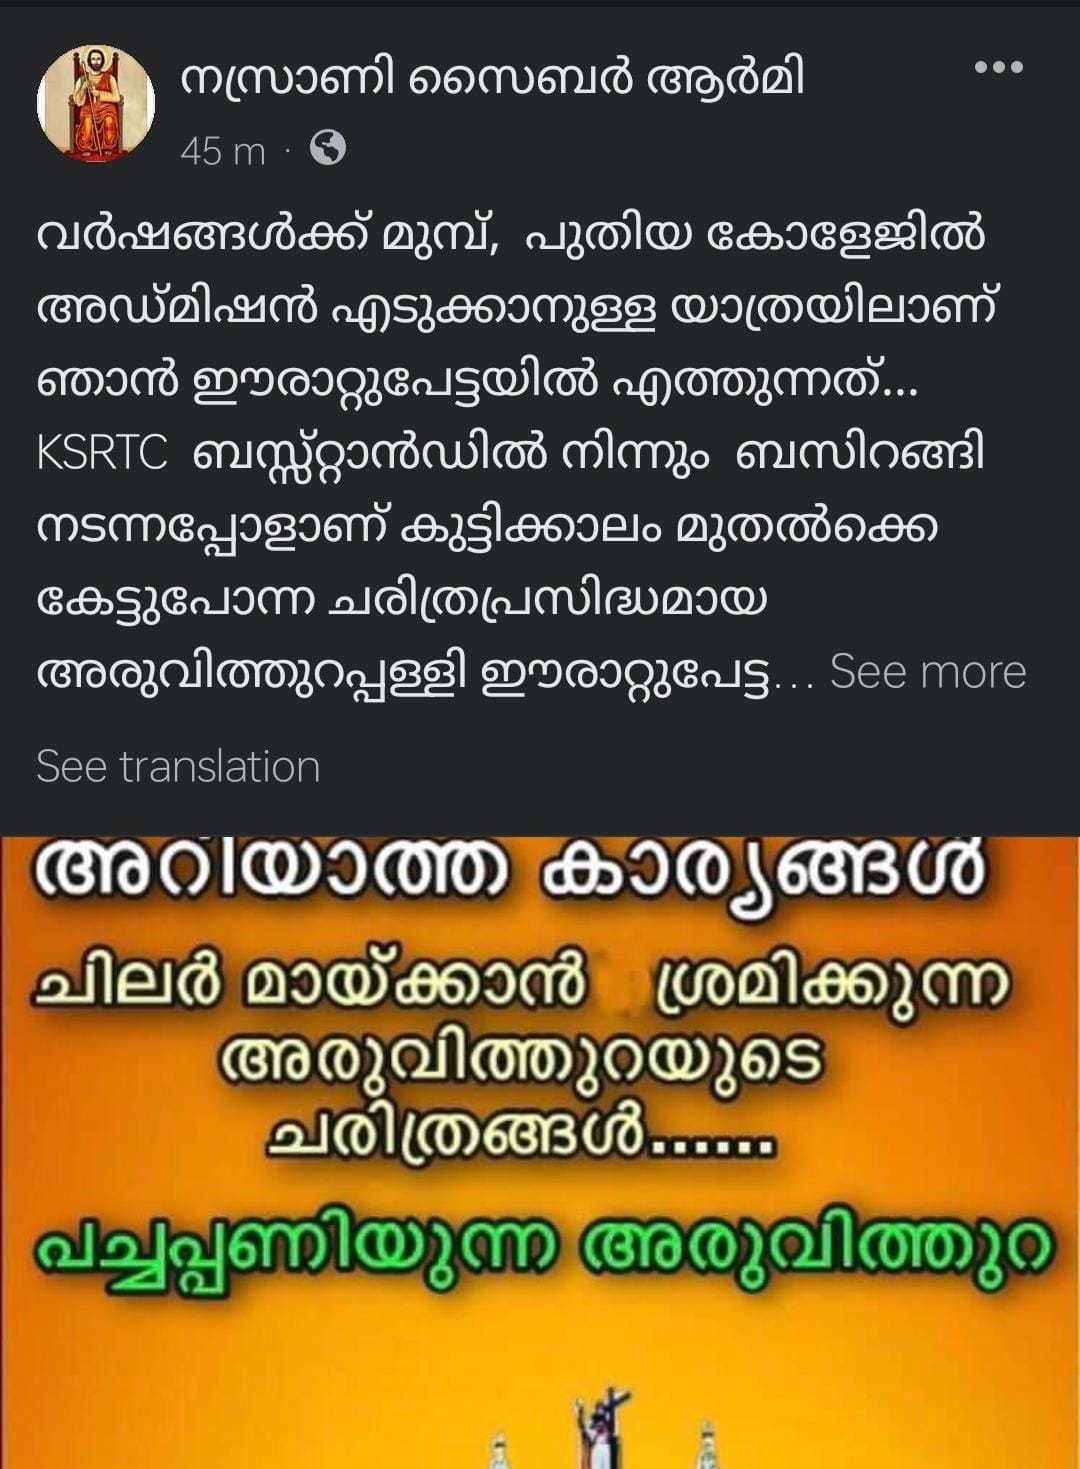 നസ്രാണി സൈബർ ആർമി
45 m
വർഷങ്ങൾക്ക് മുമ്പ്, പുതിയ കോളേജിൽ
അഡ്മിഷൻ എടുക്കാനുള്ള യാത്രയിലാണ്
ഞാൻ ഈരാറ്റുപേട്ടയിൽ എത്തുന്നത്...
KSRTC ബസ്സ്റ്റാൻഡിൽ നിന്നും ബസിറങ്ങി
നടന്നപ്പോളാണ് കുട്ടിക്കാലം മുതൽക്കെ
കേട്ടുപോന്ന ചരിത്രപ്രസിദ്ധമായ
അരുവിത്തുറപ്പള്ളി ഈരാറ്റുപേട്ട... See more
See translation
അറിയാത്ത കാര്യങ്ങൾ
ചിലർ മായ്ക്കാൻ ശ്രമിക്കുന്ന
അരുവിത്തുറയുടെ
ചരിത്രങ്ങൾ......
പച്ചപ്പണിയുന്ന അരുവിത്തുറ